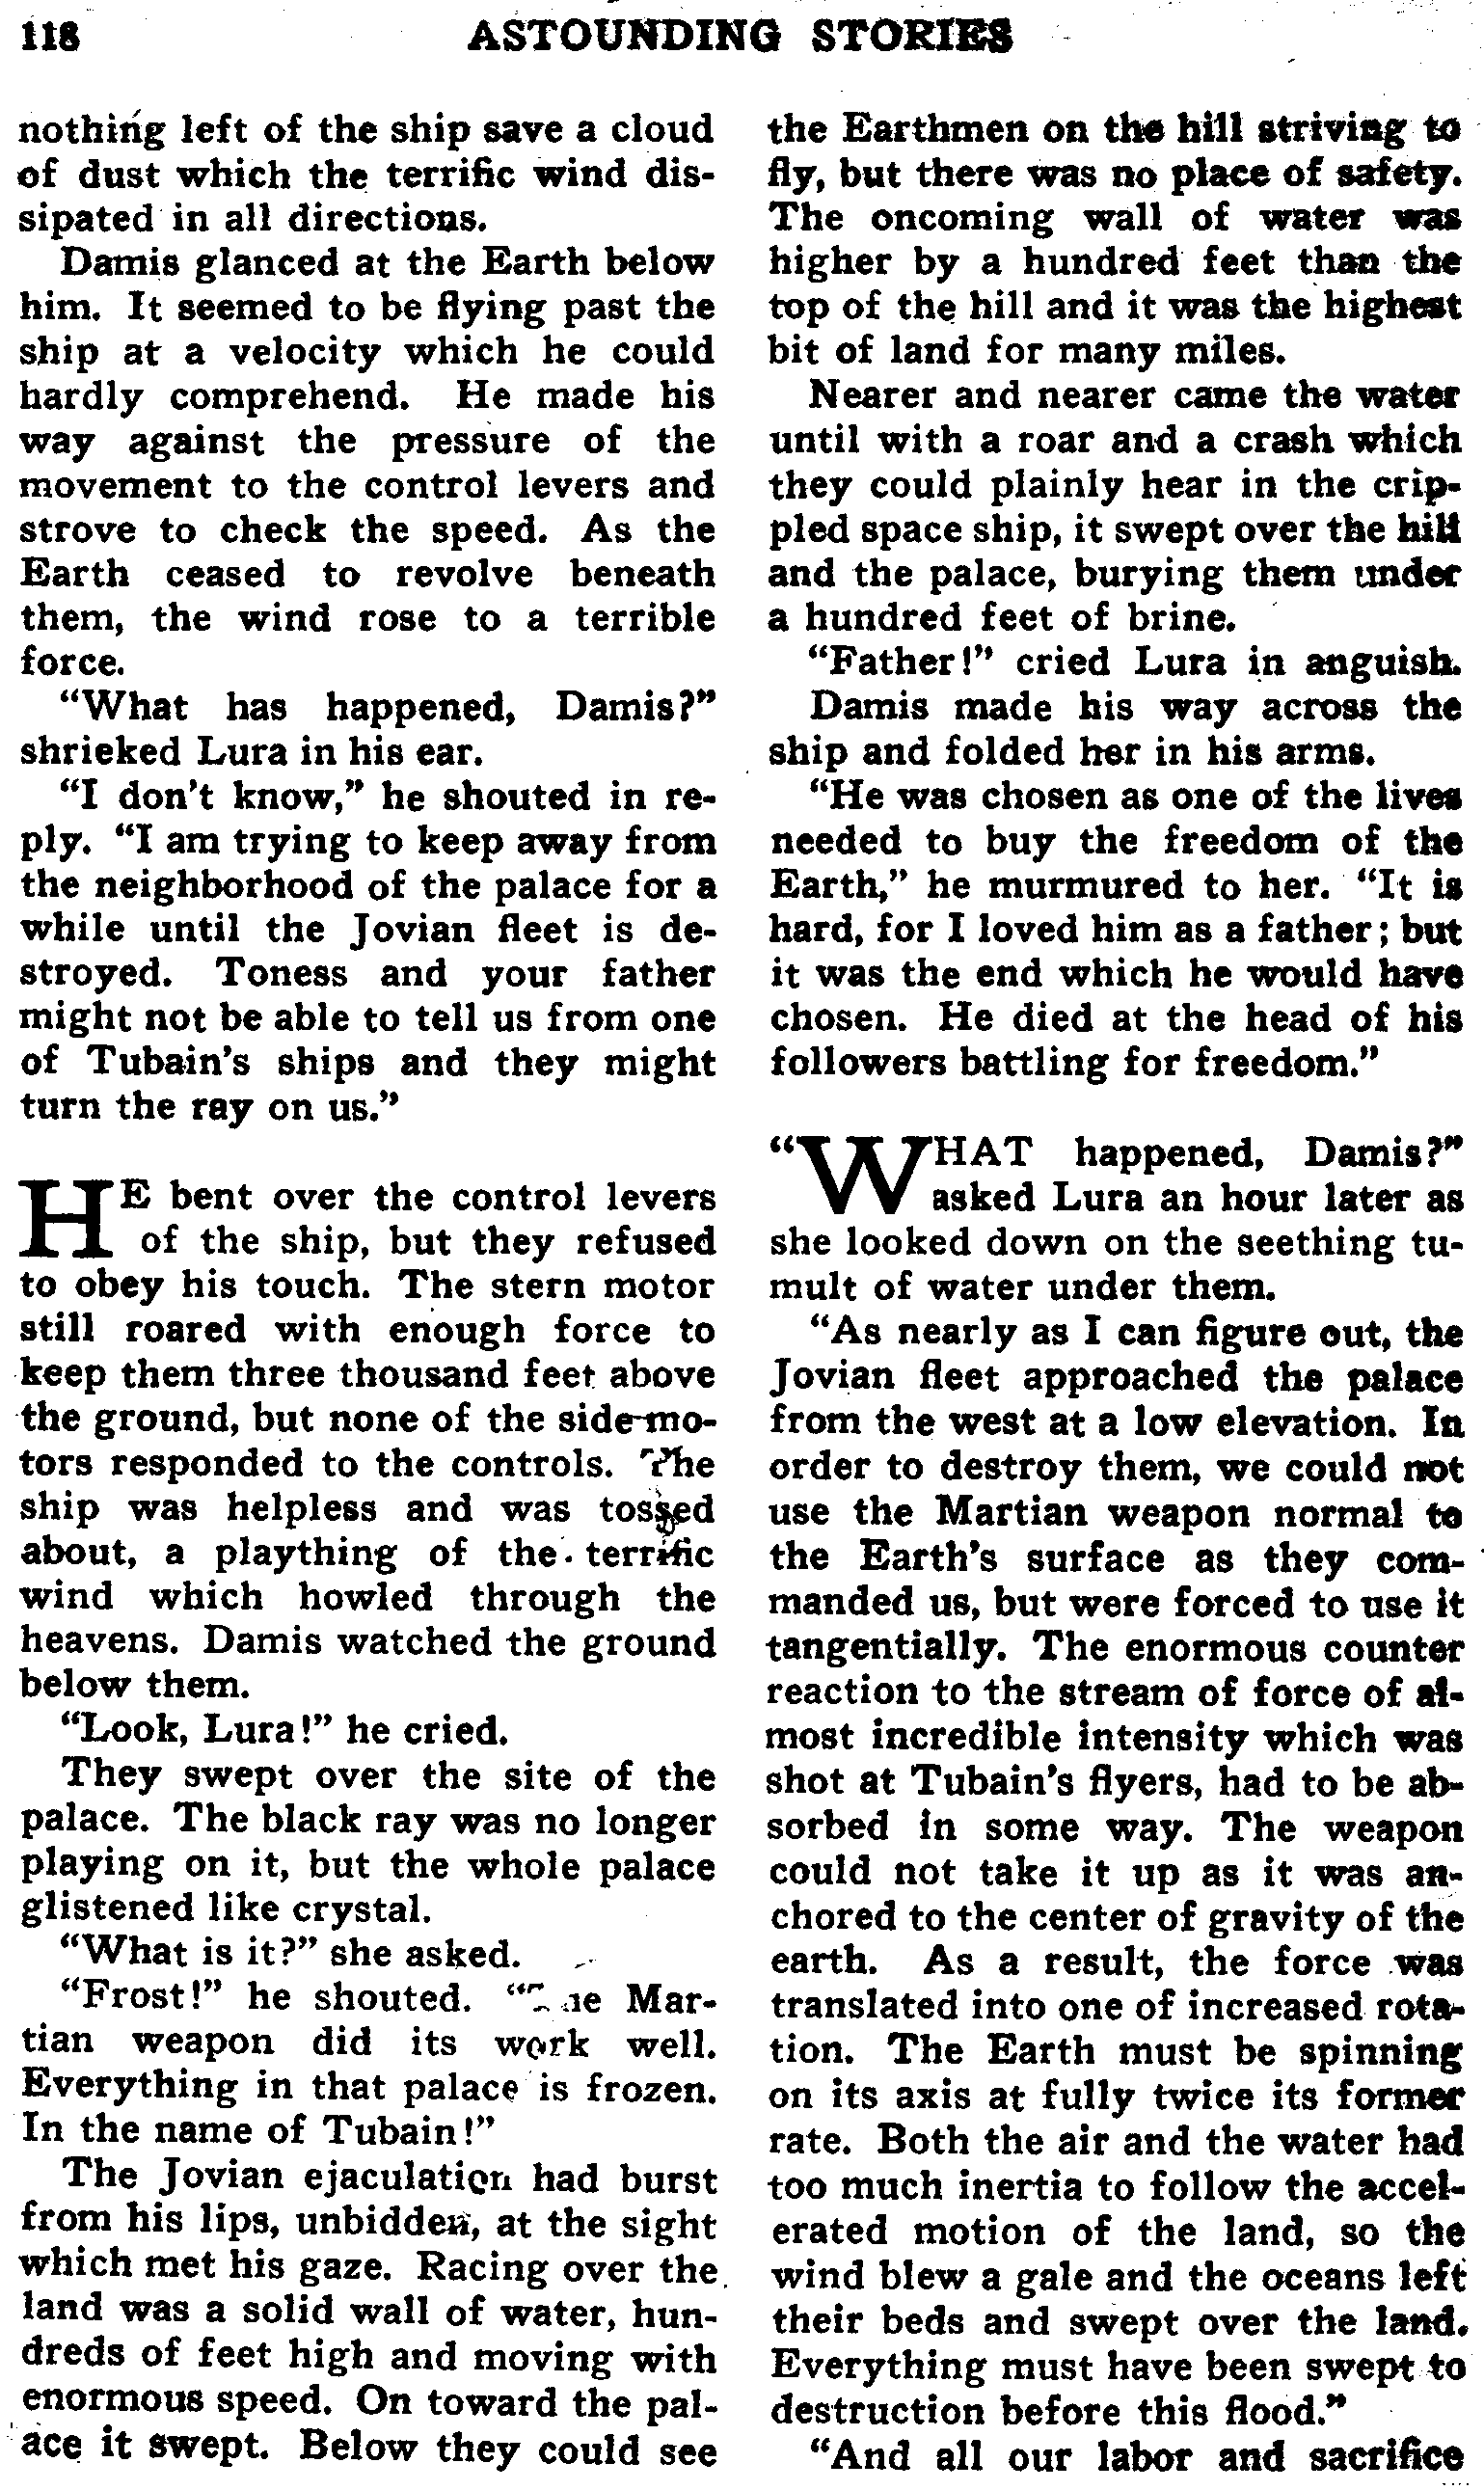 118
ASTOUNDING STORIES
nothing left of the ship save a cloud
of dust which the terrific wind dis-
sipated in all directions.
Damis glanced at the Earth below
him. It seemed to be flying past the
ship at a velocity which he could
hardly comprehend. He made his
way against the pressure of the
movement to the control levers and
strove to check the speed. As the
Earth ceased to revolve beneath
them, the wind rose to a terrible
force.
"What has happened, Damis?"
shrieked Lura in his ear.
"I don't know," he shouted in re-
ply. "I am trying to keep away from
the neighborhood of the palace for a
while until the Jovian fleet is de-
stroyed. Toness and your father
might not be able to tell us from one
of Tubain's ships and they might
turn the ray on us."
HE bent over the control levers
of the ship, but they refused
to obey his touch. The stern motor
still roared with enough force to
keep them three thousand feet above
the ground, but none of the side-mo-
tors responded to the controls. The
ship was helpless and was tossed
about, a plaything of the terrific
wind which howled through the
heavens. Damis watched the ground
below them.
"Look, Lura!" he cried.
They swept over the site of the
palace. The black ray was no longer
playing on it, but the whole palace
glistened like crystal.
"What is it?" she asked.
"Frost!" he shouted. "The Mar-
tian weapon did its work well.
Everything in that palace is frozen.
In the name of Tubain!"
The Jovian ejaculation had burst
from his lips, unbidden, at the sight
which met his gaze. Racing over the
land was a solid wall of water, hun-
dreds of feet high and moving with
enormous speed. On toward the pal-
ace it swept. Below they could see
the Earthmen on the hill striving to
fly, but there was no place of safety.
The oncoming wall of water was
higher by a hundred feet than the
top of the hill and it was the highest
bit of land for many miles.
Nearer and nearer came the water
until with a roar and a crash which
they could plainly hear in the crip-
pled space ship, it swept over the hill
and the palace, burying them under
a hundred feet of brine.
"Father!" cried Lura in anguish.
Damis made his way across the
ship and folded her in his arms.
"He was chosen as one of the lives
needed to buy the freedom of the
Earth," he murmured to her. "It is
hard, for I loved him as a father; but
it was the end which he would have
chosen. He died at the head of his
followers battling for freedom."
"WHAT happened, Damis?"
asked Lura an hour later as
she looked down on the seething tu-
mult of water under them.
"As nearly as I can figure out, the
Jovian fleet approached the palace
from the west at a low elevation. In
order to destroy them, we could not
use the Martian weapon normal to
the Earth's surface as they com-
manded us, but were forced to use it
tangentially. The enormous counter
reaction to the stream of force of al-
most incredible intensity which was
shot at Tubain's flyers, had to be ab-
sorbed in some way. The weapon
could not take it up as it was an-
chored to the center of gravity of the
earth. As a result, the force was
translated into one of increased rota-
tion. The Earth must be spinning
on its axis at fully twice its former
rate. Both the air and the water had
too much inertia to follow the accel-
erated motion of the land, so the
wind blew a gale and the oceans left
their beds and swept over the land.
Everything must have been swept to
destruction before this flood."
"And all our labor and sacrifice